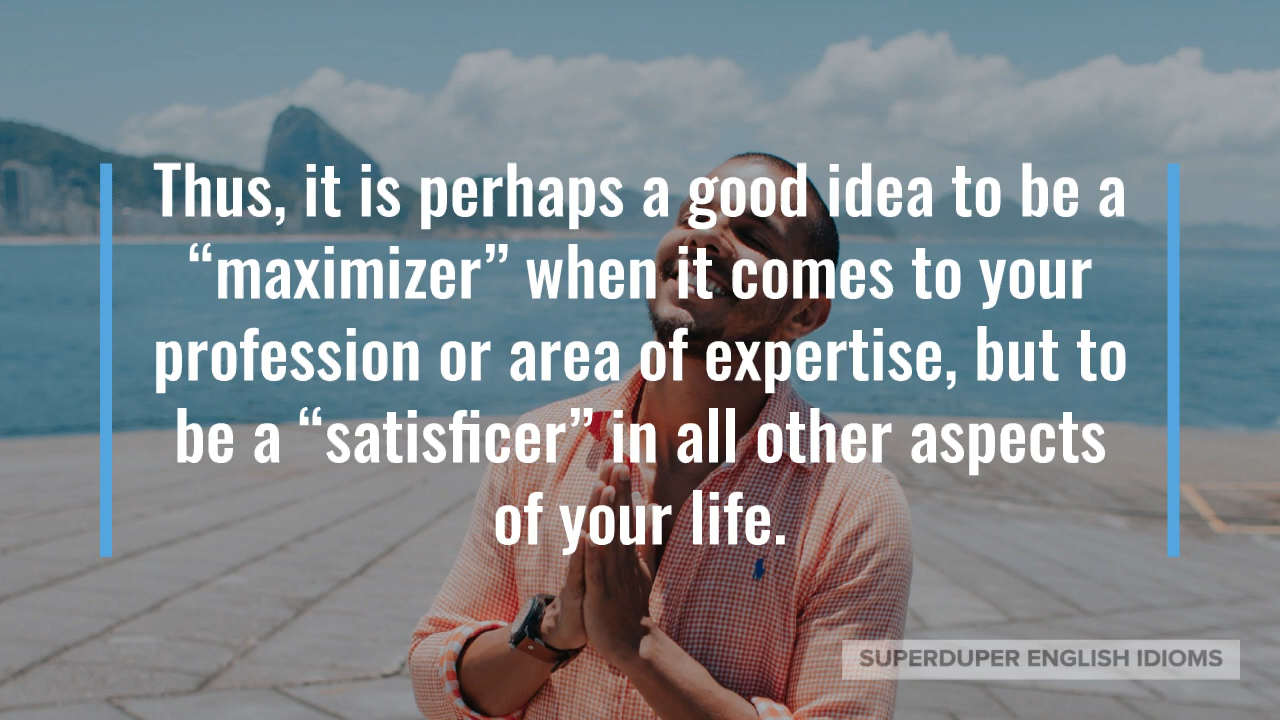 Thus, it is perhaps a good idea to be a
“maximizer” when it comes to your
profession or area of expertise, but to
be a “satisficer” in all other aspects
of your life.
SUPERDUPER ENGLISH IDIOMS